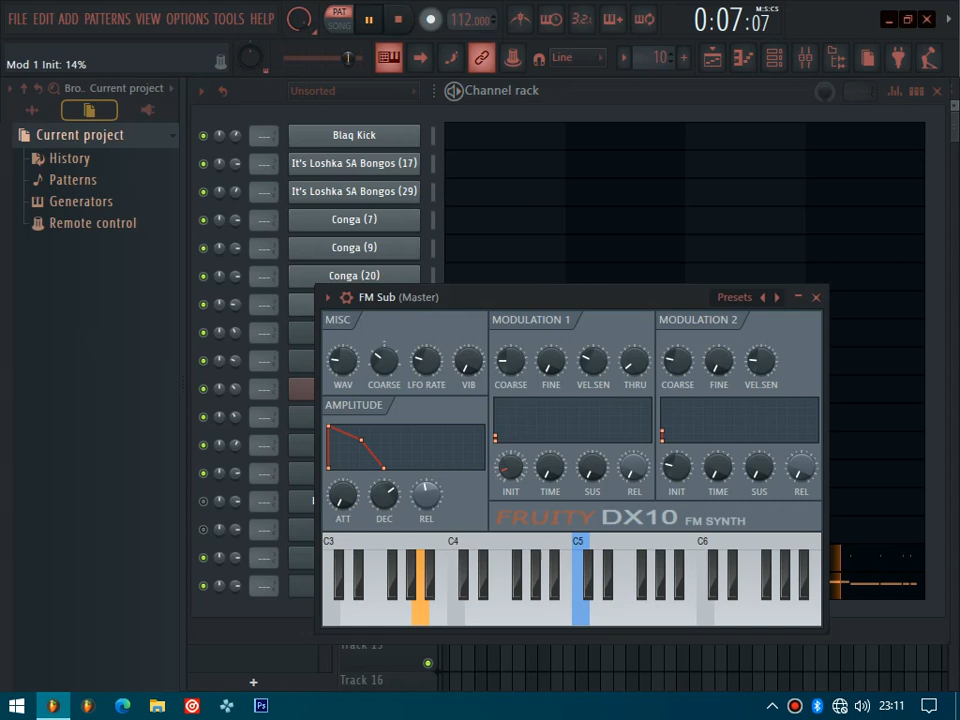 FILE EDIT ADD PATTERNS VIEW OPTIONS TOOLS HELP
PAT
SONG
112.000
3.2.1
0:07:07
M:S:CS
Mod 1 Init: 14%
Line
10
Bro.. Current project
Unsorted
Channel rack
Current project
History
Patterns
Generators
Remote control
Blaq Kick
It's Loshka SA Bongos (17)
It's Loshka SA Bongos (29)
Conga (7)
Conga (9)
Conga (20)
FM Sub (Master)
Presets
MISC
MODULATION 1
MODULATION 2
WAV COARSE LFO RATE VIB
COARSE FINE VEL.SEN THRU
COARSE FINE VEL.SEN
AMPLITUDE
INIT TIME SUS REL
INIT TIME SUS REL
ATT DEC REL
FRUITY DX10 FM SYNTH
C3 C4 C5 C6
Track 15
Track 16
Ps
23:11